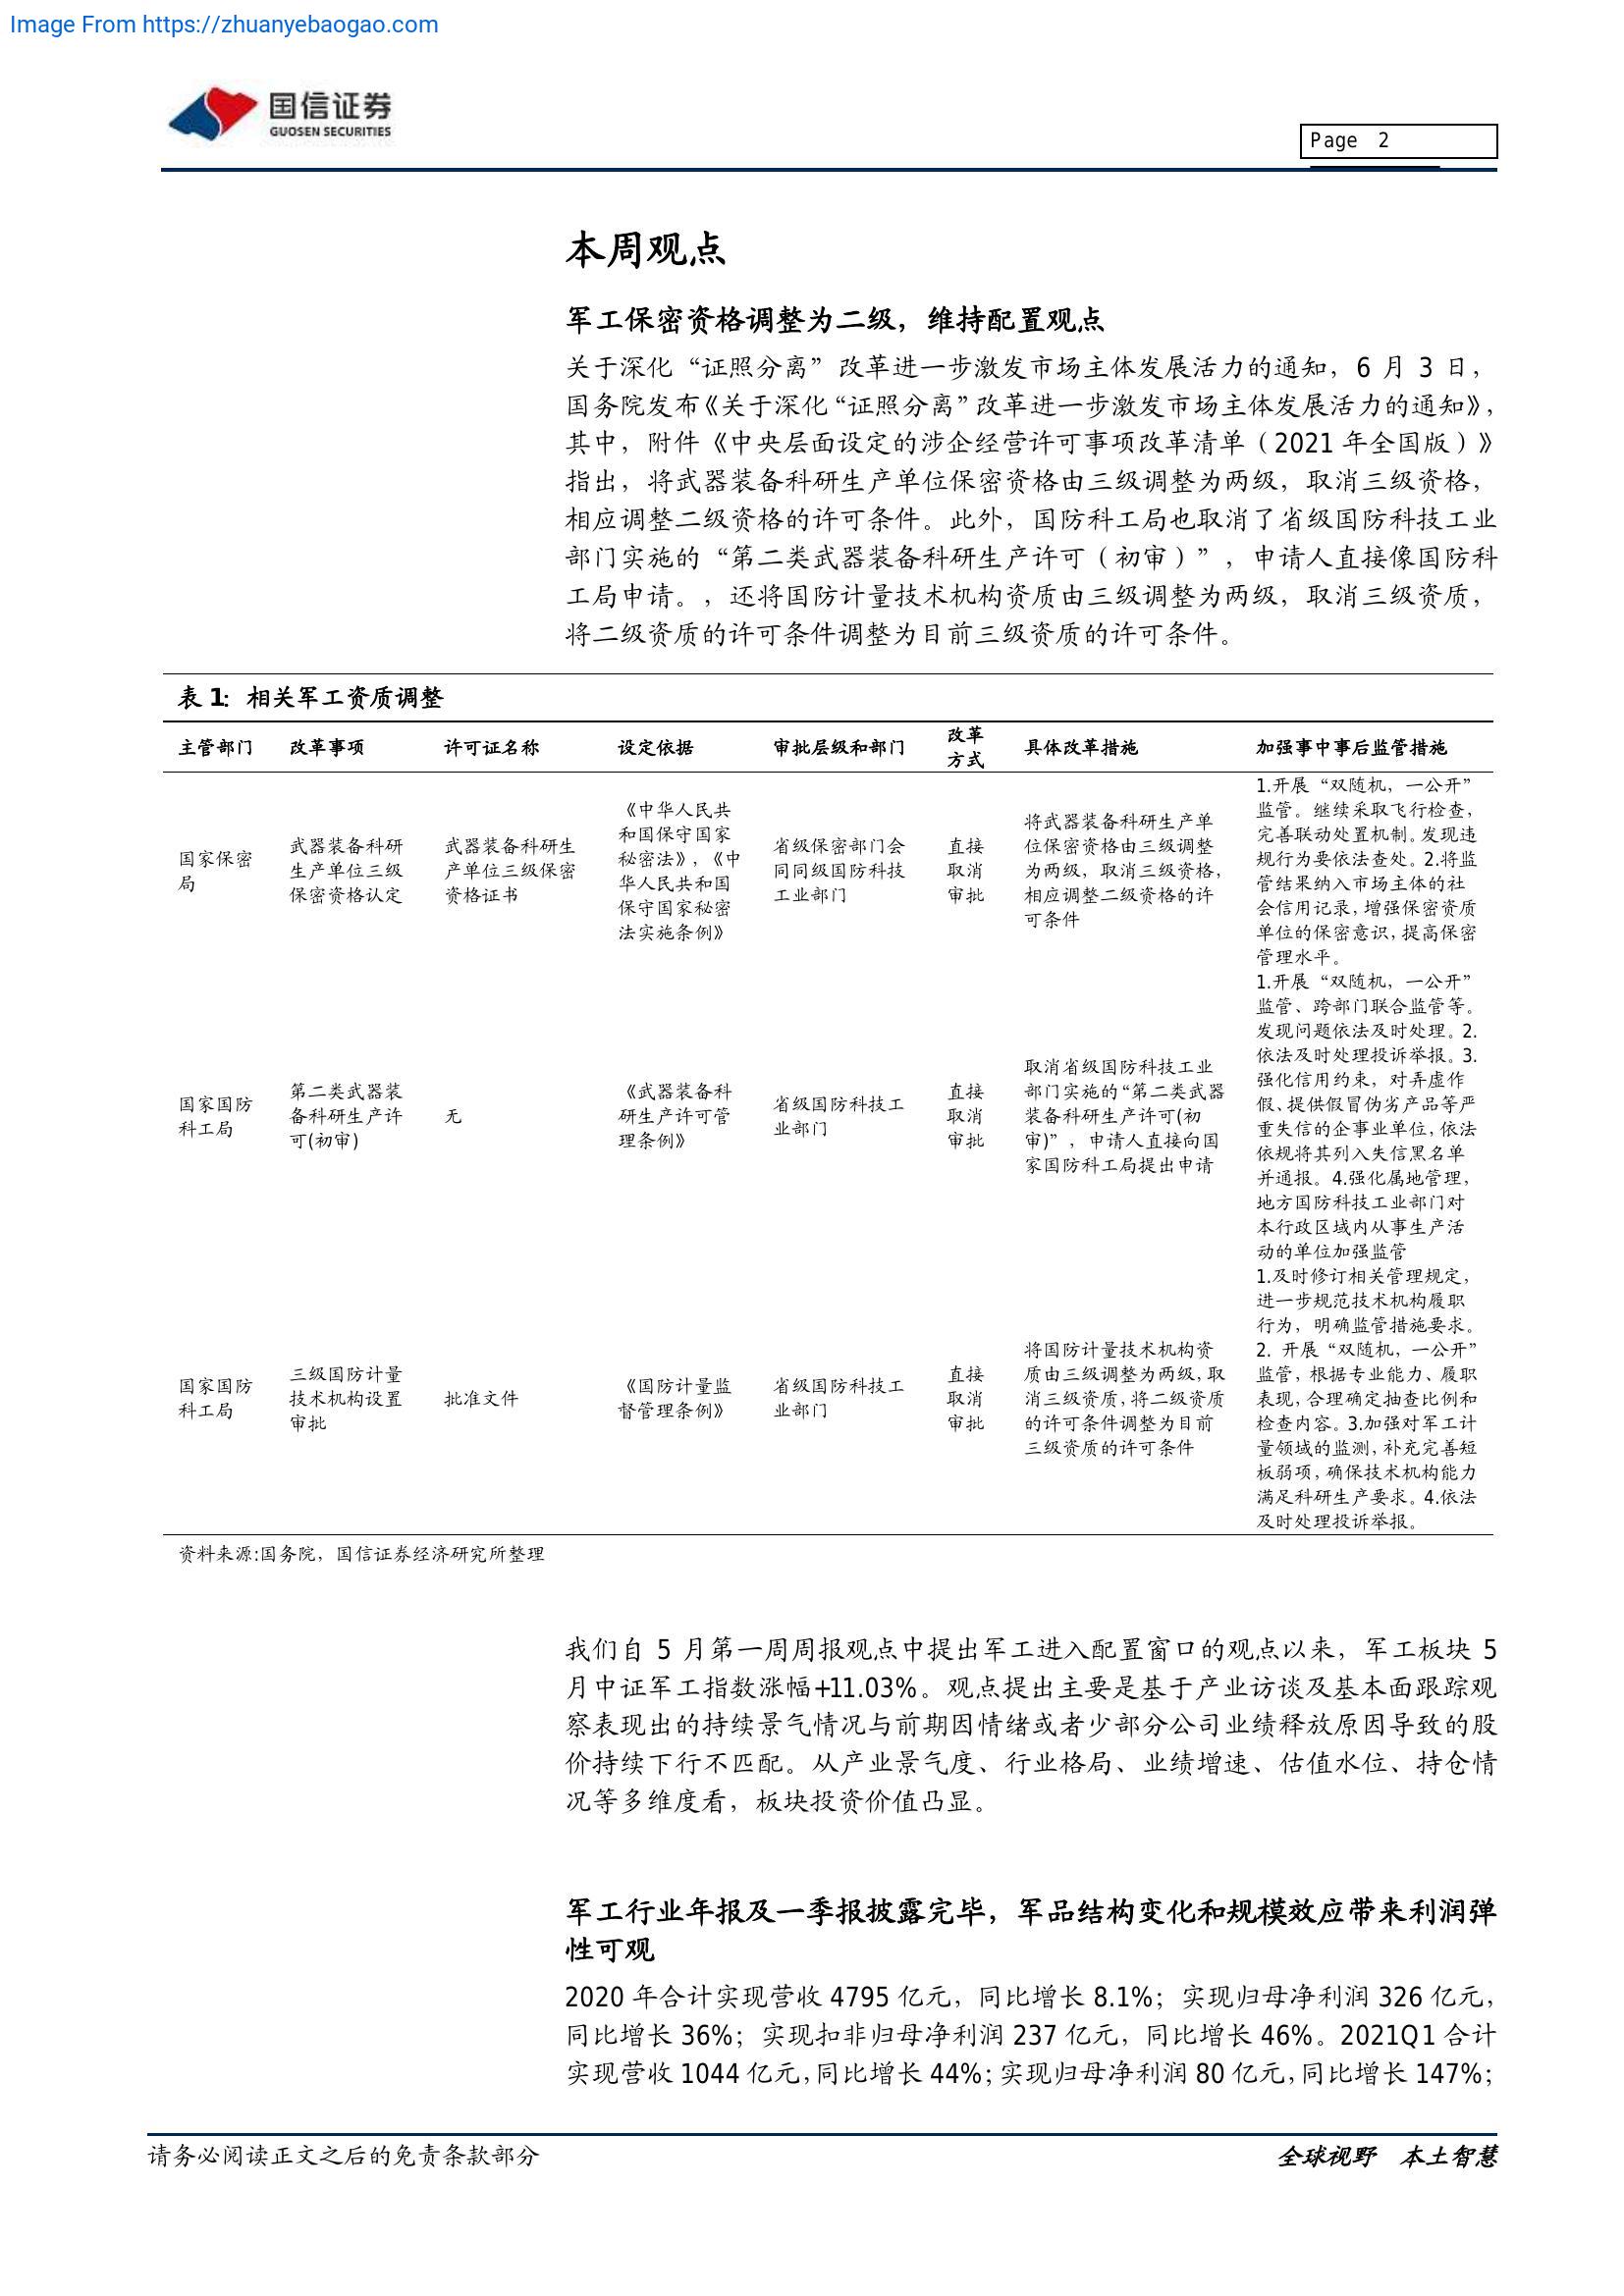 Image From https://zhuanyebaogao.com
国信证券
GUOSEN SECURITIES
Page 2
本周观点
军工保密资格调整为二级，维持配置观点
关于深化“证照分离”改革进一步激发市场主体发展活力的通知，6 月 3 日，
国务院发布《关于深化“证照分离”改革进一步激发市场主体发展活力的通知》，
其中，附件《中央层面设定的涉企经营许可事项改革清单（2021 年全国版）》
指出，将武器装备科研生产单位保密资格由三级调整为两级，取消三级资格，
相应调整二级资格的许可条件。此外，国防科工局也取消了省级国防科技工业
部门实施的“第二类武器装备科研生产许可（初审）”，申请人直接像国防科
工局申请。，还将国防计量技术机构资质由三级调整为两级，取消三级资质，
将二级资质的许可条件调整为目前三级资质的许可条件。
表 1：相关军工资质调整
主管部门 改革事项 许可证名称 设定依据 审批层级和部门 改革
方式 具体改革措施 加强事中事后监管措施
国家保密
局
武器装备科研
生产单位三级
保密资格认定
武器装备科研生
产单位三级保密
资格证书
《中华人民共
和国保守国家
秘密法》，《中
华人民共和国
保守国家秘密
法实施条例》
省级保密部门会
同同级国防科技
工业部门
直接
取消
审批
将武器装备科研生产单
位保密资格由三级调整
为两级，取消三级资格，
相应调整二级资格的许
可条件
1.开展“双随机，一公开”
监管。继续采取飞行检查，
完善联动处置机制。发现违
规行为要依法查处。2.将监
管结果纳入市场主体的社
会信用记录，增强保密资质
单位的保密意识，提高保密
管理水平。
国家国防
科工局
第二类武器装
备科研生产许
可(初审)
无
《武器装备科
研生产许可管
理条例》
省级国防科技工
业部门
直接
取消
审批
取消省级国防科技工业
部门实施的“第二类武器
装备科研生产许可(初
审)”，申请人直接向国
家国防科工局提出申请
1.开展“双随机，一公开”
监管、跨部门联合监管等。
发现问题依法及时处理。2.
依法及时处理投诉举报。3.
强化信用约束，对弄虚作
假、提供假冒伪劣产品等严
重失信的企事业单位，依法
依规将其列入失信黑名单
并通报。4.强化属地管理，
地方国防科技工业部门对
本行政区域内从事生产活
动的单位加强监管
国家国防
科工局
三级国防计量
技术机构设置
审批
批准文件
《国防计量监
督管理条例》
省级国防科技工
业部门
直接
取消
审批
将国防计量技术机构资
质由三级调整为两级，取
消三级资质，将二级资质
的许可条件调整为目前
三级资质的许可条件
1.及时修订相关管理规定，
进一步规范技术机构履职
行为，明确监管措施要求。
2. 开展“双随机，一公开”
监管，根据专业能力、履职
表现，合理确定抽查比例和
检查内容。3.加强对军工计
量领域的监测，补充完善短
板弱项，确保技术机构能力
满足科研生产要求。4.依法
及时处理投诉举报。
资料来源:国务院，国信证券经济研究所整理
我们自 5 月第一周周报观点中提出军工进入配置窗口的观点以来，军工板块 5
月中证军工指数涨幅+11.03%。观点提出主要是基于产业访谈及基本面跟踪观
察表现出的持续景气情况与前期因情绪或者少部分公司业绩释放原因导致的股
价持续下行不匹配。从产业景气度、行业格局、业绩增速、估值水位、持仓情
况等多维度看，板块投资价值凸显。
军工行业年报及一季报披露完毕，军品结构变化和规模效应带来利润弹
性可观
2020 年合计实现营收 4795 亿元，同比增长 8.1%；实现归母净利润 326 亿元，
同比增长 36%；实现扣非归母净利润 237 亿元，同比增长 46%。2021Q1 合计
实现营收 1044 亿元，同比增长 44%；实现归母净利润 80 亿元，同比增长 147%；
请务必阅读正文之后的免责条款部分
全球视野 本土智慧